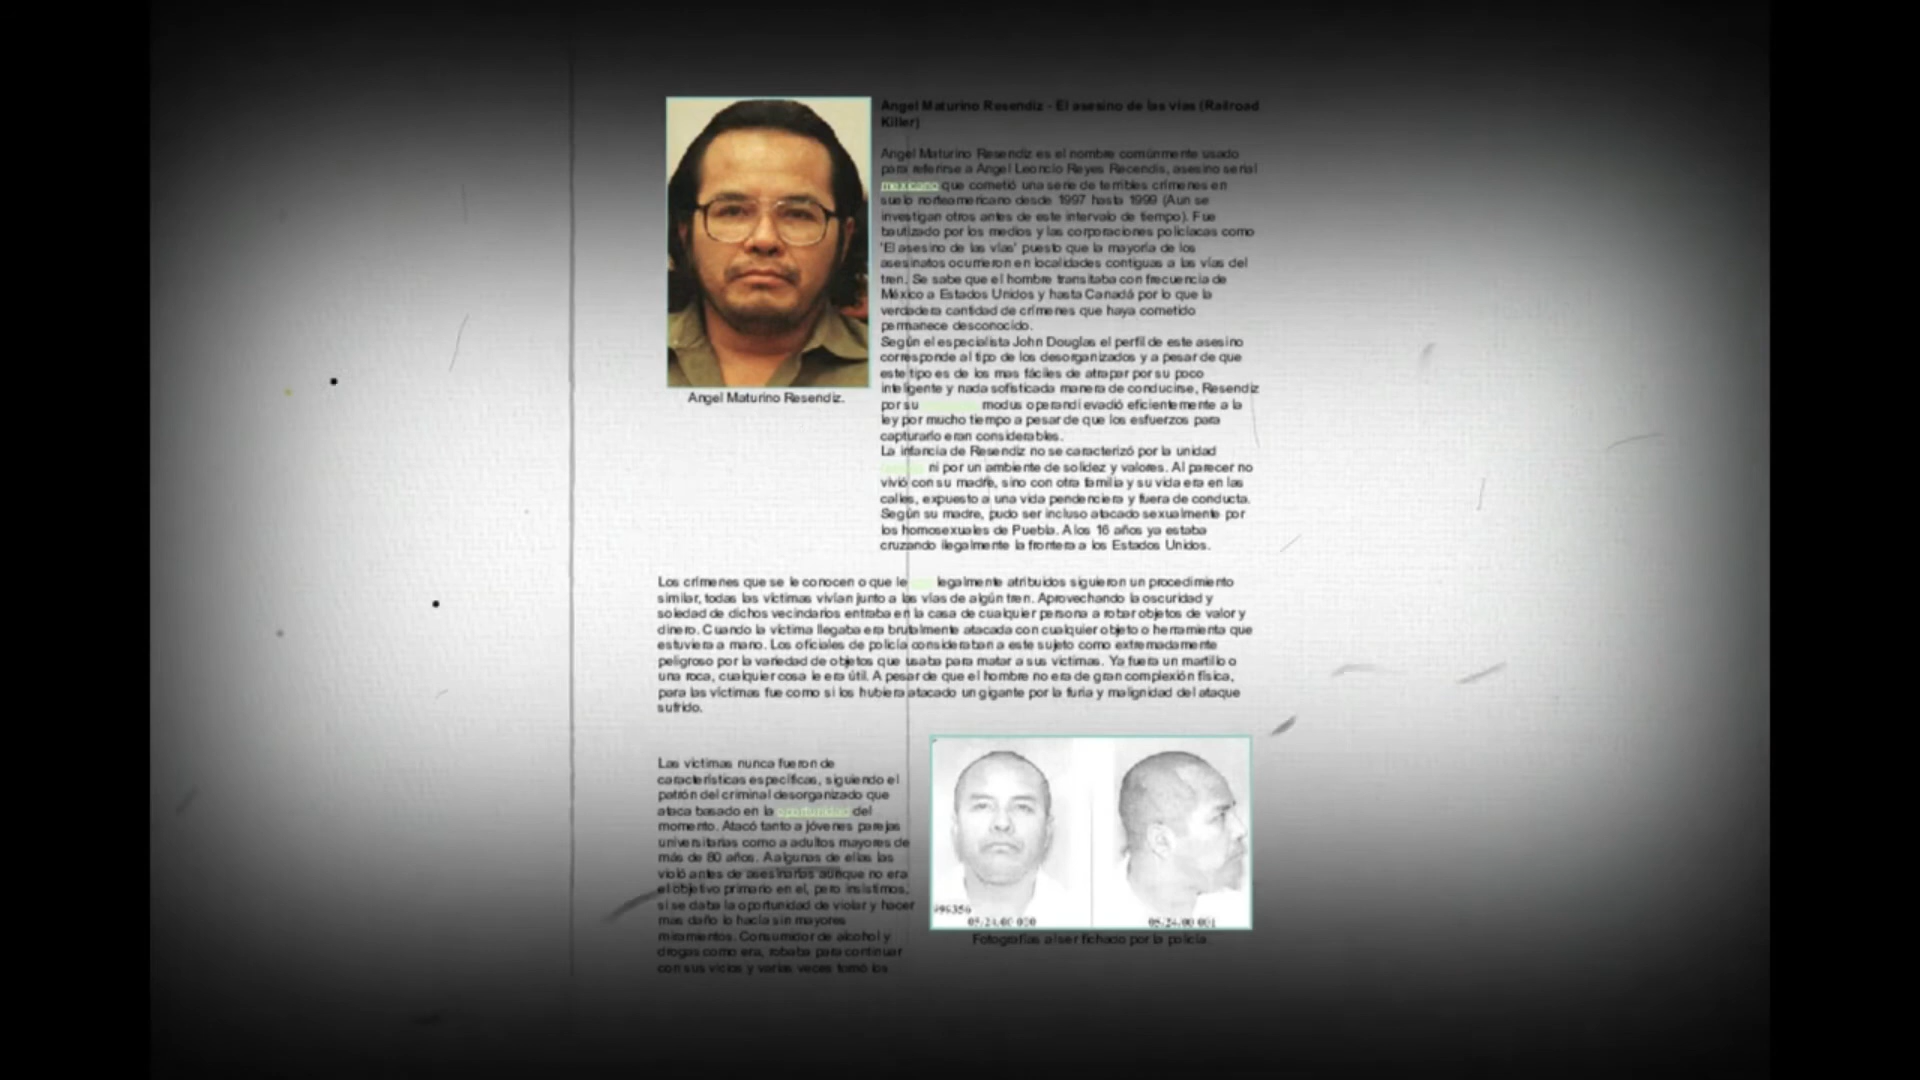 Angel Maturino Resendiz - El asesino de las vías (Railroad
Killer)
Angel Maturino Resendiz es el nombre comúnmente usado
para referirse a Angel Leoncio Reyes Recendis, asesino serial
mexicano que cometió una serie de terribles crímenes en
suelo norteamericano desde 1997 hasta 1999 (Aun se
investigan otros antes de este intervalo de tiempo). Fue
bautizado por los medios y las corporaciones policíacas como
'El asesino de las vías' puesto que la mayoría de los
asesinatos ocurrieron en localidades contiguas a las vías del
tren. Se sabe que el hombre transitaba con frecuencia de
México a Estados Unidos y hasta Canadá por lo que la
verdadera cantidad de crímenes que haya cometido
permanece desconocido.
Según el especialista John Douglas el perfil de este asesino
corresponde al tipo de los desorganizados y a pesar de que
este tipo es de los mas fáciles de atrapar por su poco
inteligente y nada sofisticada manera de conducirse, Resendiz
por su modus operandi evadió eficientemente a la
ley por mucho tiempo a pesar de que los esfuerzos para
capturarlo eran considerables.
La infancia de Resendiz no se caracterizó por la unidad
ni por un ambiente de solidez y valores. Al parecer no
vivió con su madre, sino con otra familia y su vida era en las
calles, expuesto a una vida pendenciera y fuera de conducta.
Según su madre, pudo ser incluso atacado sexualmente por
los homosexuales de Puebla. A los 16 años ya estaba
cruzando ilegalmente la frontera a los Estados Unidos.
Angel Maturino Resendiz.
Los crímenes que se le conocen o que le legalmente atribuidos siguieron un procedimiento
similar, todas las víctimas vivían junto a las vías de algún tren. Aprovechando la oscuridad y
soledad de dichos vecindarios entraba en la casa de cualquier persona a robar objetos de valor y
dinero. Cuando la víctima llegaba era brutalmente atacada con cualquier objeto o herramienta que
estuviera a mano. Los oficiales de policía consideraban a este sujeto como extremadamente
peligroso por la variedad de objetos que usaba para matar a sus víctimas. Ya fuera un martillo o
una roca, cualquier cosa le era útil. A pesar de que el hombre no era de gran complexión física,
para las víctimas fue como si los hubiera atacado un gigante por la furia y malignidad del ataque
sufrido.
Las víctimas nunca fueron de
características específicas, siguiendo el
patrón del criminal desorganizado que
ataca basado en la oportunidad del
momento. Atacó tanto a jóvenes parejas
universitarias como a adultos mayores de
más de 80 años. A algunas de ellas las
violó antes de asesinarlas aunque no era
el objetivo primario en el, pero insistimos,
si se daba la oportunidad de violar y hacer
mas daño lo hacía sin mayores
miramientos. Consumidor de alcohol y
drogas como era, robaba para continuar
con sus vicios y varias veces tomó los
999356
05/24/00 000
05/24/00 001
Fotografías al ser fichado por la policía.